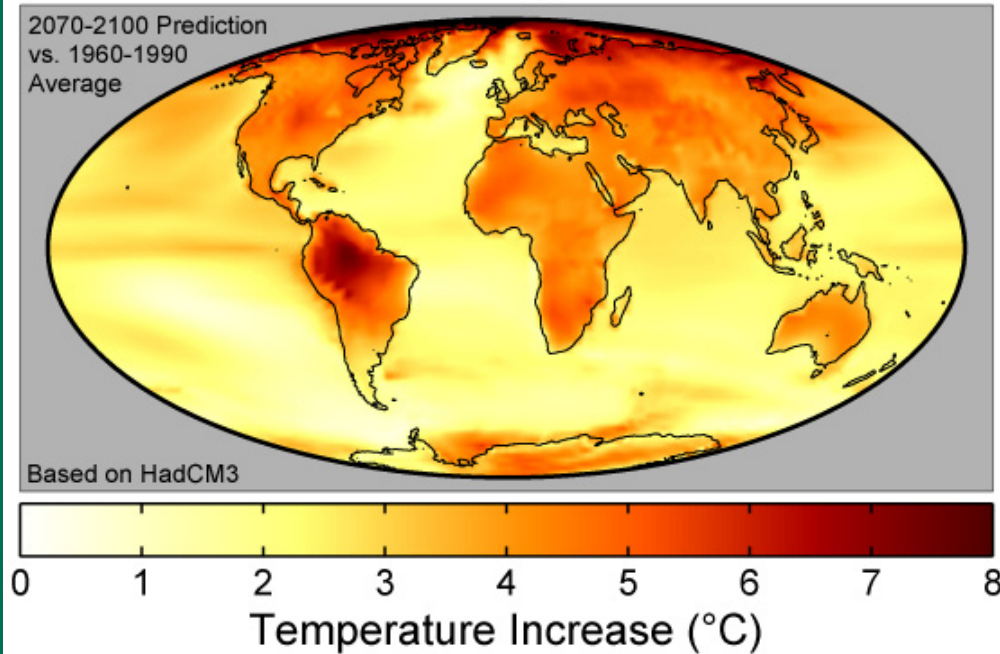 2070-2100 Prediction
vs. 1960-1990
Average
Based on HadCM3
0 1 2 3 4 5 6 7 8
Temperature Increase (°C)